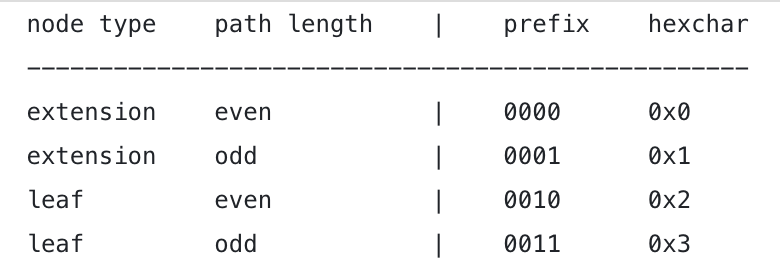 node type    path length    |    prefix    hexchar
--------------------------------------------------
extension    even           |    0000      0x0
extension    odd            |    0001      0x1
leaf         even           |    0010      0x2
leaf         odd            |    0011      0x3